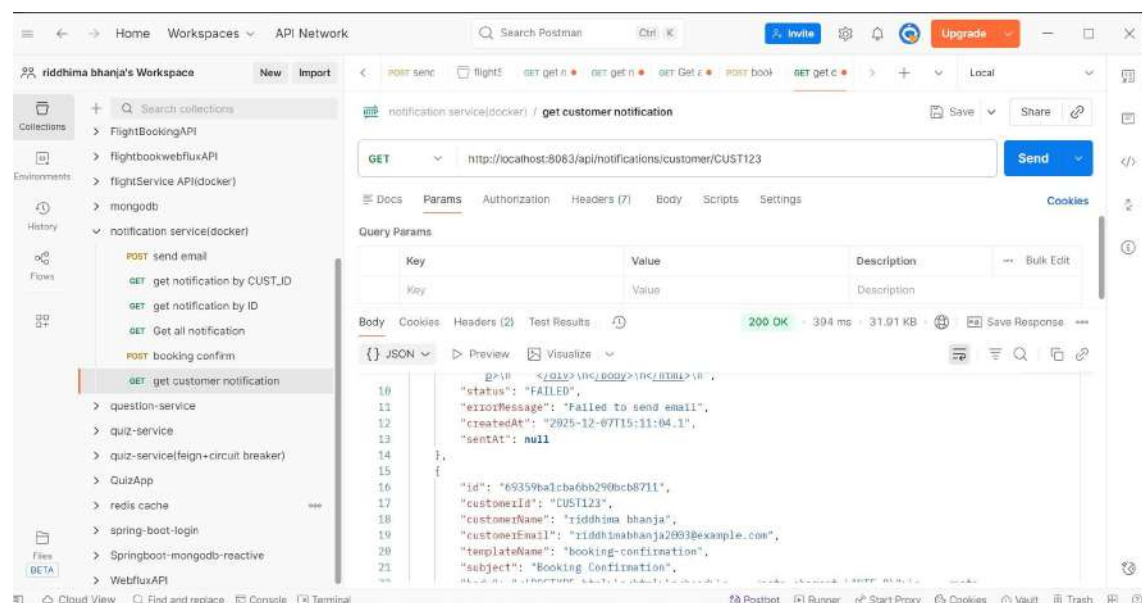 Home Workspaces API Network Search Postman Ctrl K Invite Upgrade
riddhima bhanja's Workspace New Import
POST senc flightS GET get n GET get n GET Get a POST bool GET get c Local
Collections
Environments
History
Flows
Files
BETA
Search collections
FlightBookingAPI
flightbookwebfluxAPI
flightService API(docker)
mongodb
notification service(docker)
POST send email
GET get notification by CUST_ID
GET get notification by ID
GET Get all notification
POST booking confirm
GET get customer notification
question-service
quiz-service
quiz-service(feign+circuit breaker)
QuizApp
redis cache
spring-boot-login
Springboot-mongodb-reactive
WebfluxAPI
notification service(docker) / get customer notification Save Share
GET http://localhost:8083/api/notifications/customer/CUST123 Send
Docs Params Authorization Headers (7) Body Scripts Settings Cookies
Query Params
Key Value Description Bulk Edit
Key Value Description
Body Cookies Headers (2) Test Results 200 OK 394 ms 31.91 KB Save Response
{} JSON Preview Visualize
p>\n </div>\n</body>\n</html>\n",
10 "status": "FAILED",
11 "errorMessage": "Failed to send email",
12 "createdAt": "2025-12-07T15:11:04.1",
13 "sentAt": null
14 },
15 {
16 "id": "69359ba1cba6bb290bcb8711",
17 "customerId": "CUST123",
18 "customerName": "riddhima bhanja",
19 "customerEmail": "riddhimabhanja2003@example.com",
20 "templateName": "booking-confirmation",
21 "subject": "Booking Confirmation",
Cloud View Find and replace Console Terminal Postbot Runner Start Proxy Cookies Vault Trash